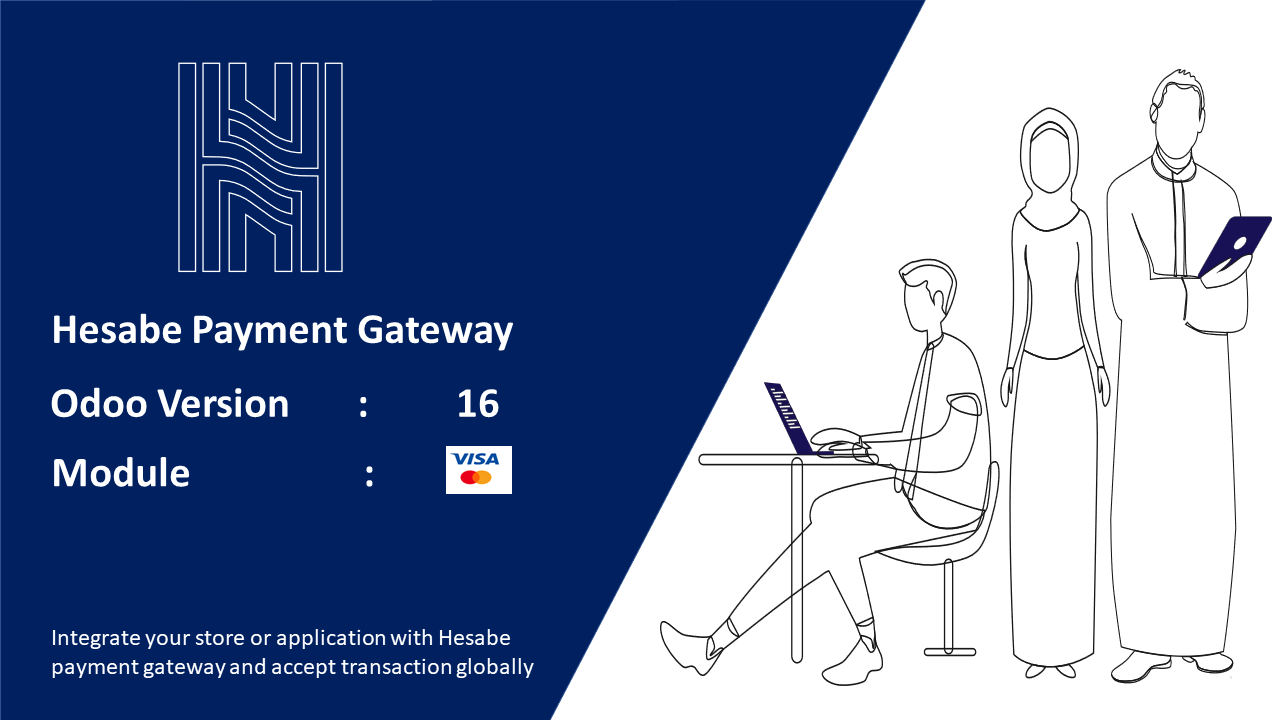 Hesabe Payment Gateway
Odoo Version : 16
Module : VISA
Integrate your store or application with Hesabe
payment gateway and accept transaction globally